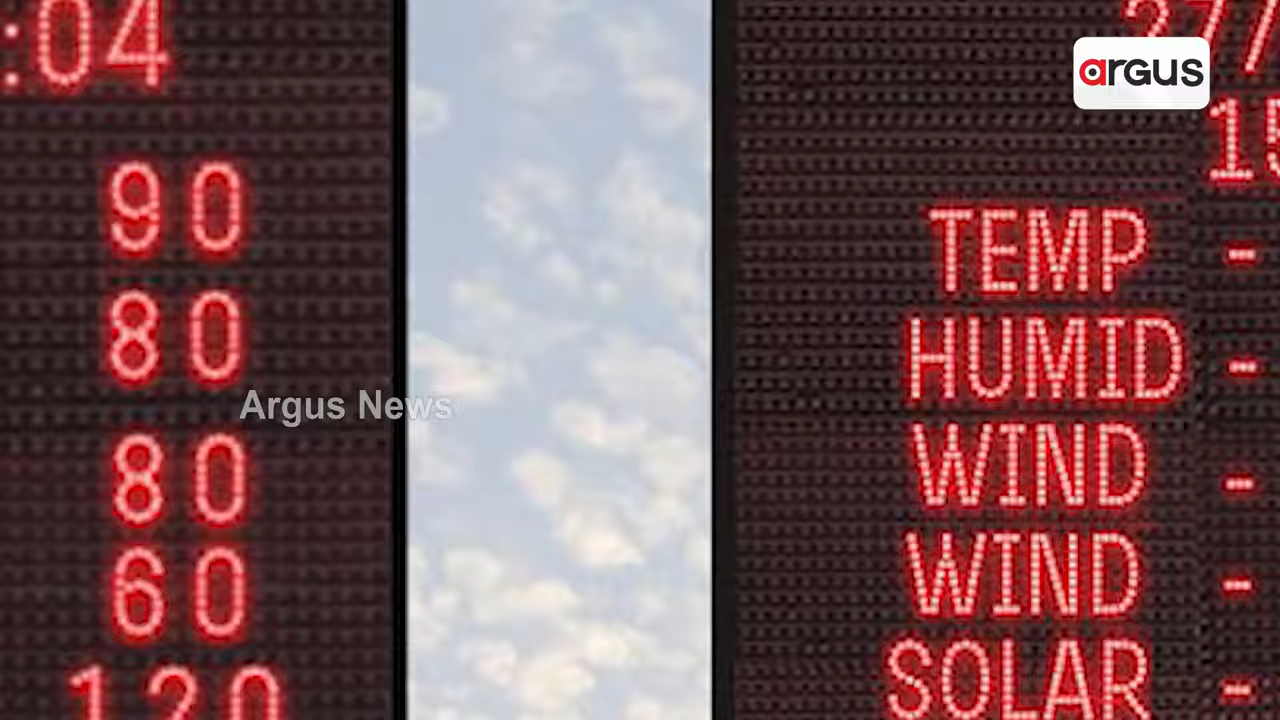 :04
90
80
80
60
120
argus
TEMP -
HUMID -
WIND -
WIND -
SOLAR -
Argus News